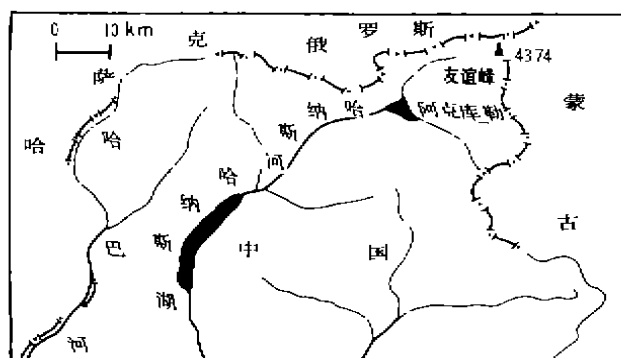 0 10 km
哈萨克
俄罗斯
4374
友谊峰
蒙古
阿克库勒
哈纳斯河
哈巴河
哈纳斯湖
中国